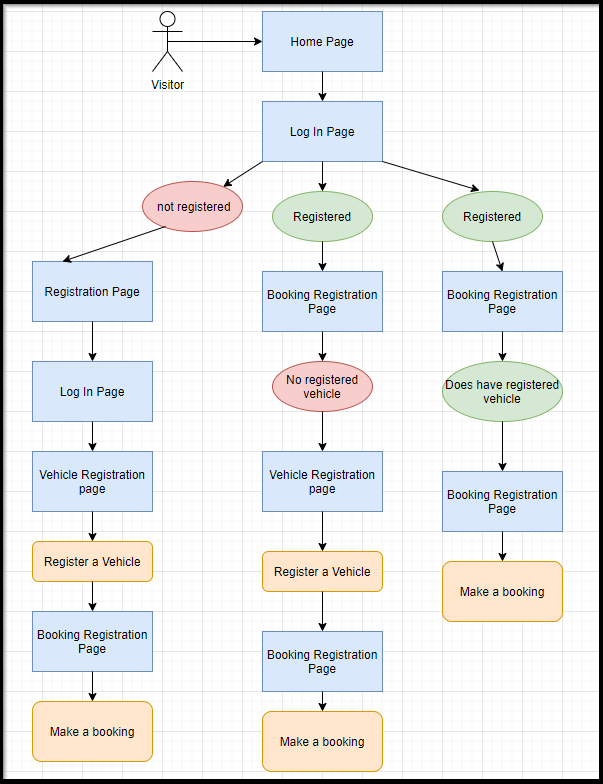 Home Page
Visitor
Log In Page
not registered
Registered
Registered
Registration Page
Booking Registration
Page
Booking Registration
Page
Log In Page
No registered
vehicle
Does have registered
vehicle
Vehicle Registration
page
Vehicle Registration
page
Booking Registration
Page
Register a Vehicle
Register a Vehicle
Make a booking
Booking Registration
Page
Booking Registration
Page
Make a booking
Make a booking